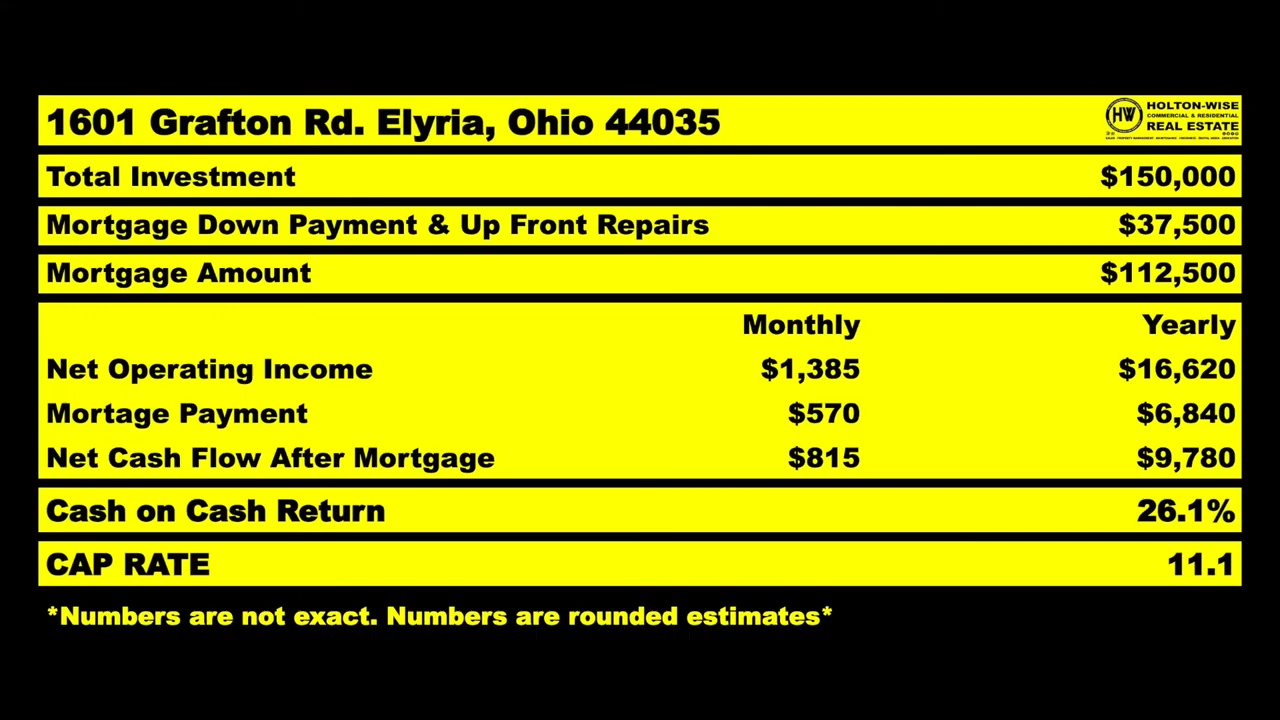 1601 Grafton Rd. Elyria, Ohio 44035
HW
HOLTON-WISE
COMMERCIAL & RESIDENTIAL
REAL ESTATE
Total Investment $150,000
Mortgage Down Payment & Up Front Repairs $37,500
Mortgage Amount $112,500
Monthly Yearly
Net Operating Income $1,385 $16,620
Mortage Payment $570 $6,840
Net Cash Flow After Mortgage $815 $9,780
Cash on Cash Return 26.1%
CAP RATE 11.1
*Numbers are not exact. Numbers are rounded estimates*